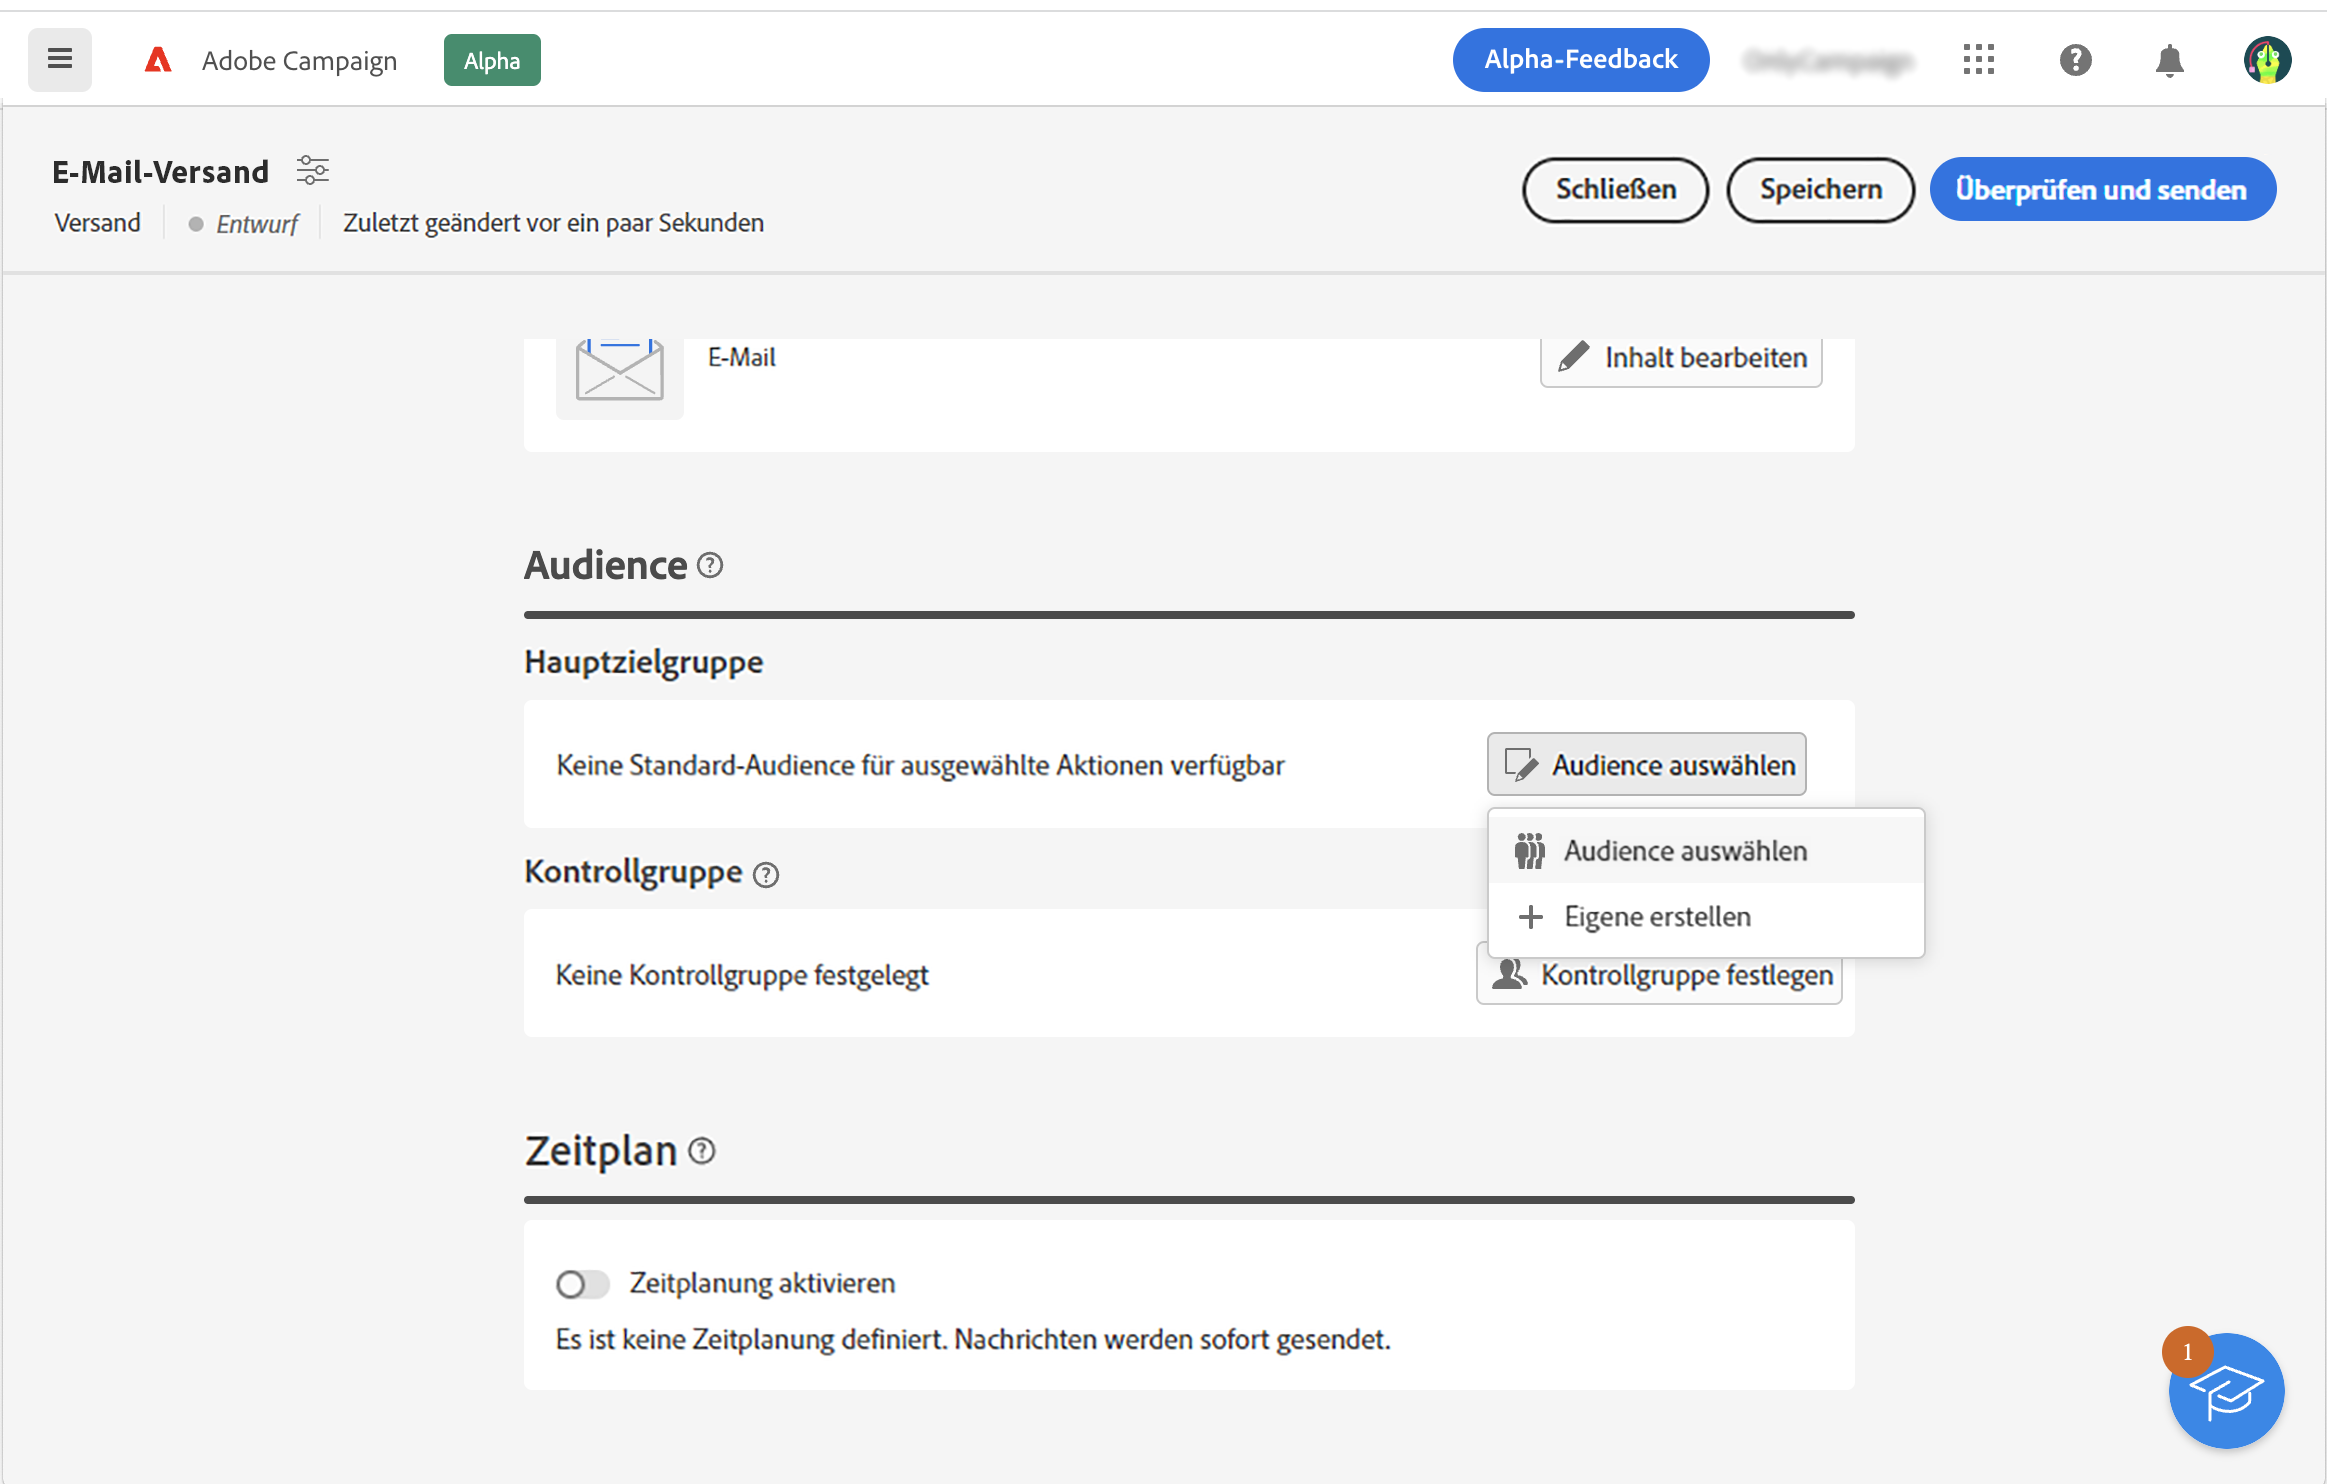 Adobe Campaign
Alpha
Alpha-Feedback
E-Mail-Versand
Schließen
Speichern
Überprüfen und senden
Versand
Entwurf
Zuletzt geändert vor ein paar Sekunden
E-Mail
Inhalt bearbeiten
Audience
Hauptzielgruppe
Keine Standard-Audience für ausgewählte Aktionen verfügbar
Audience auswählen
Audience auswählen
Eigene erstellen
Kontrollgruppe
Keine Kontrollgruppe festgelegt
Kontrollgruppe festlegen
Zeitplan
Zeitplanung aktivieren
Es ist keine Zeitplanung definiert. Nachrichten werden sofort gesendet.
1